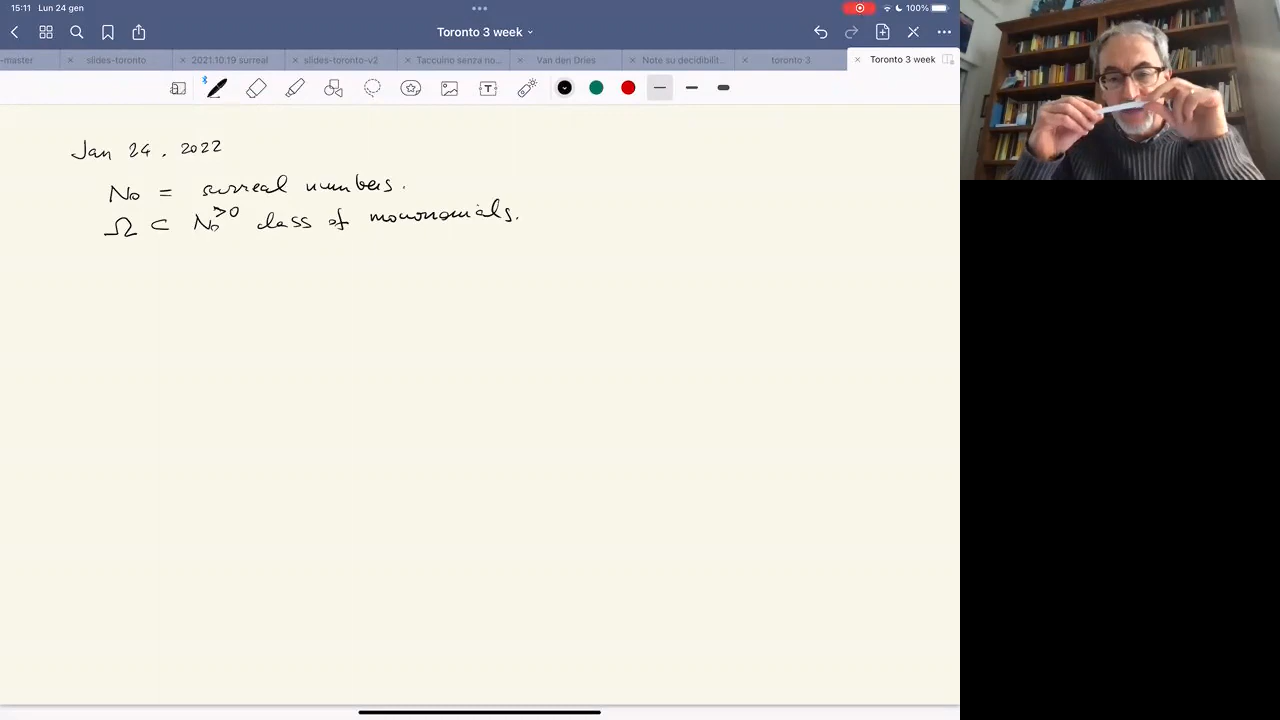 15:11 Lun 24 gen 100%
Toronto 3 week
-master slides-toronto 2021.10.19 surreal slides-toronto-v2 Taccuino senza no... Van den Dries Note su decidibilit... toronto 3 Toronto 3 week
Jan 24, 2022
No = surreal numbers.
Ω ⊂ No^>0 class of monomials.